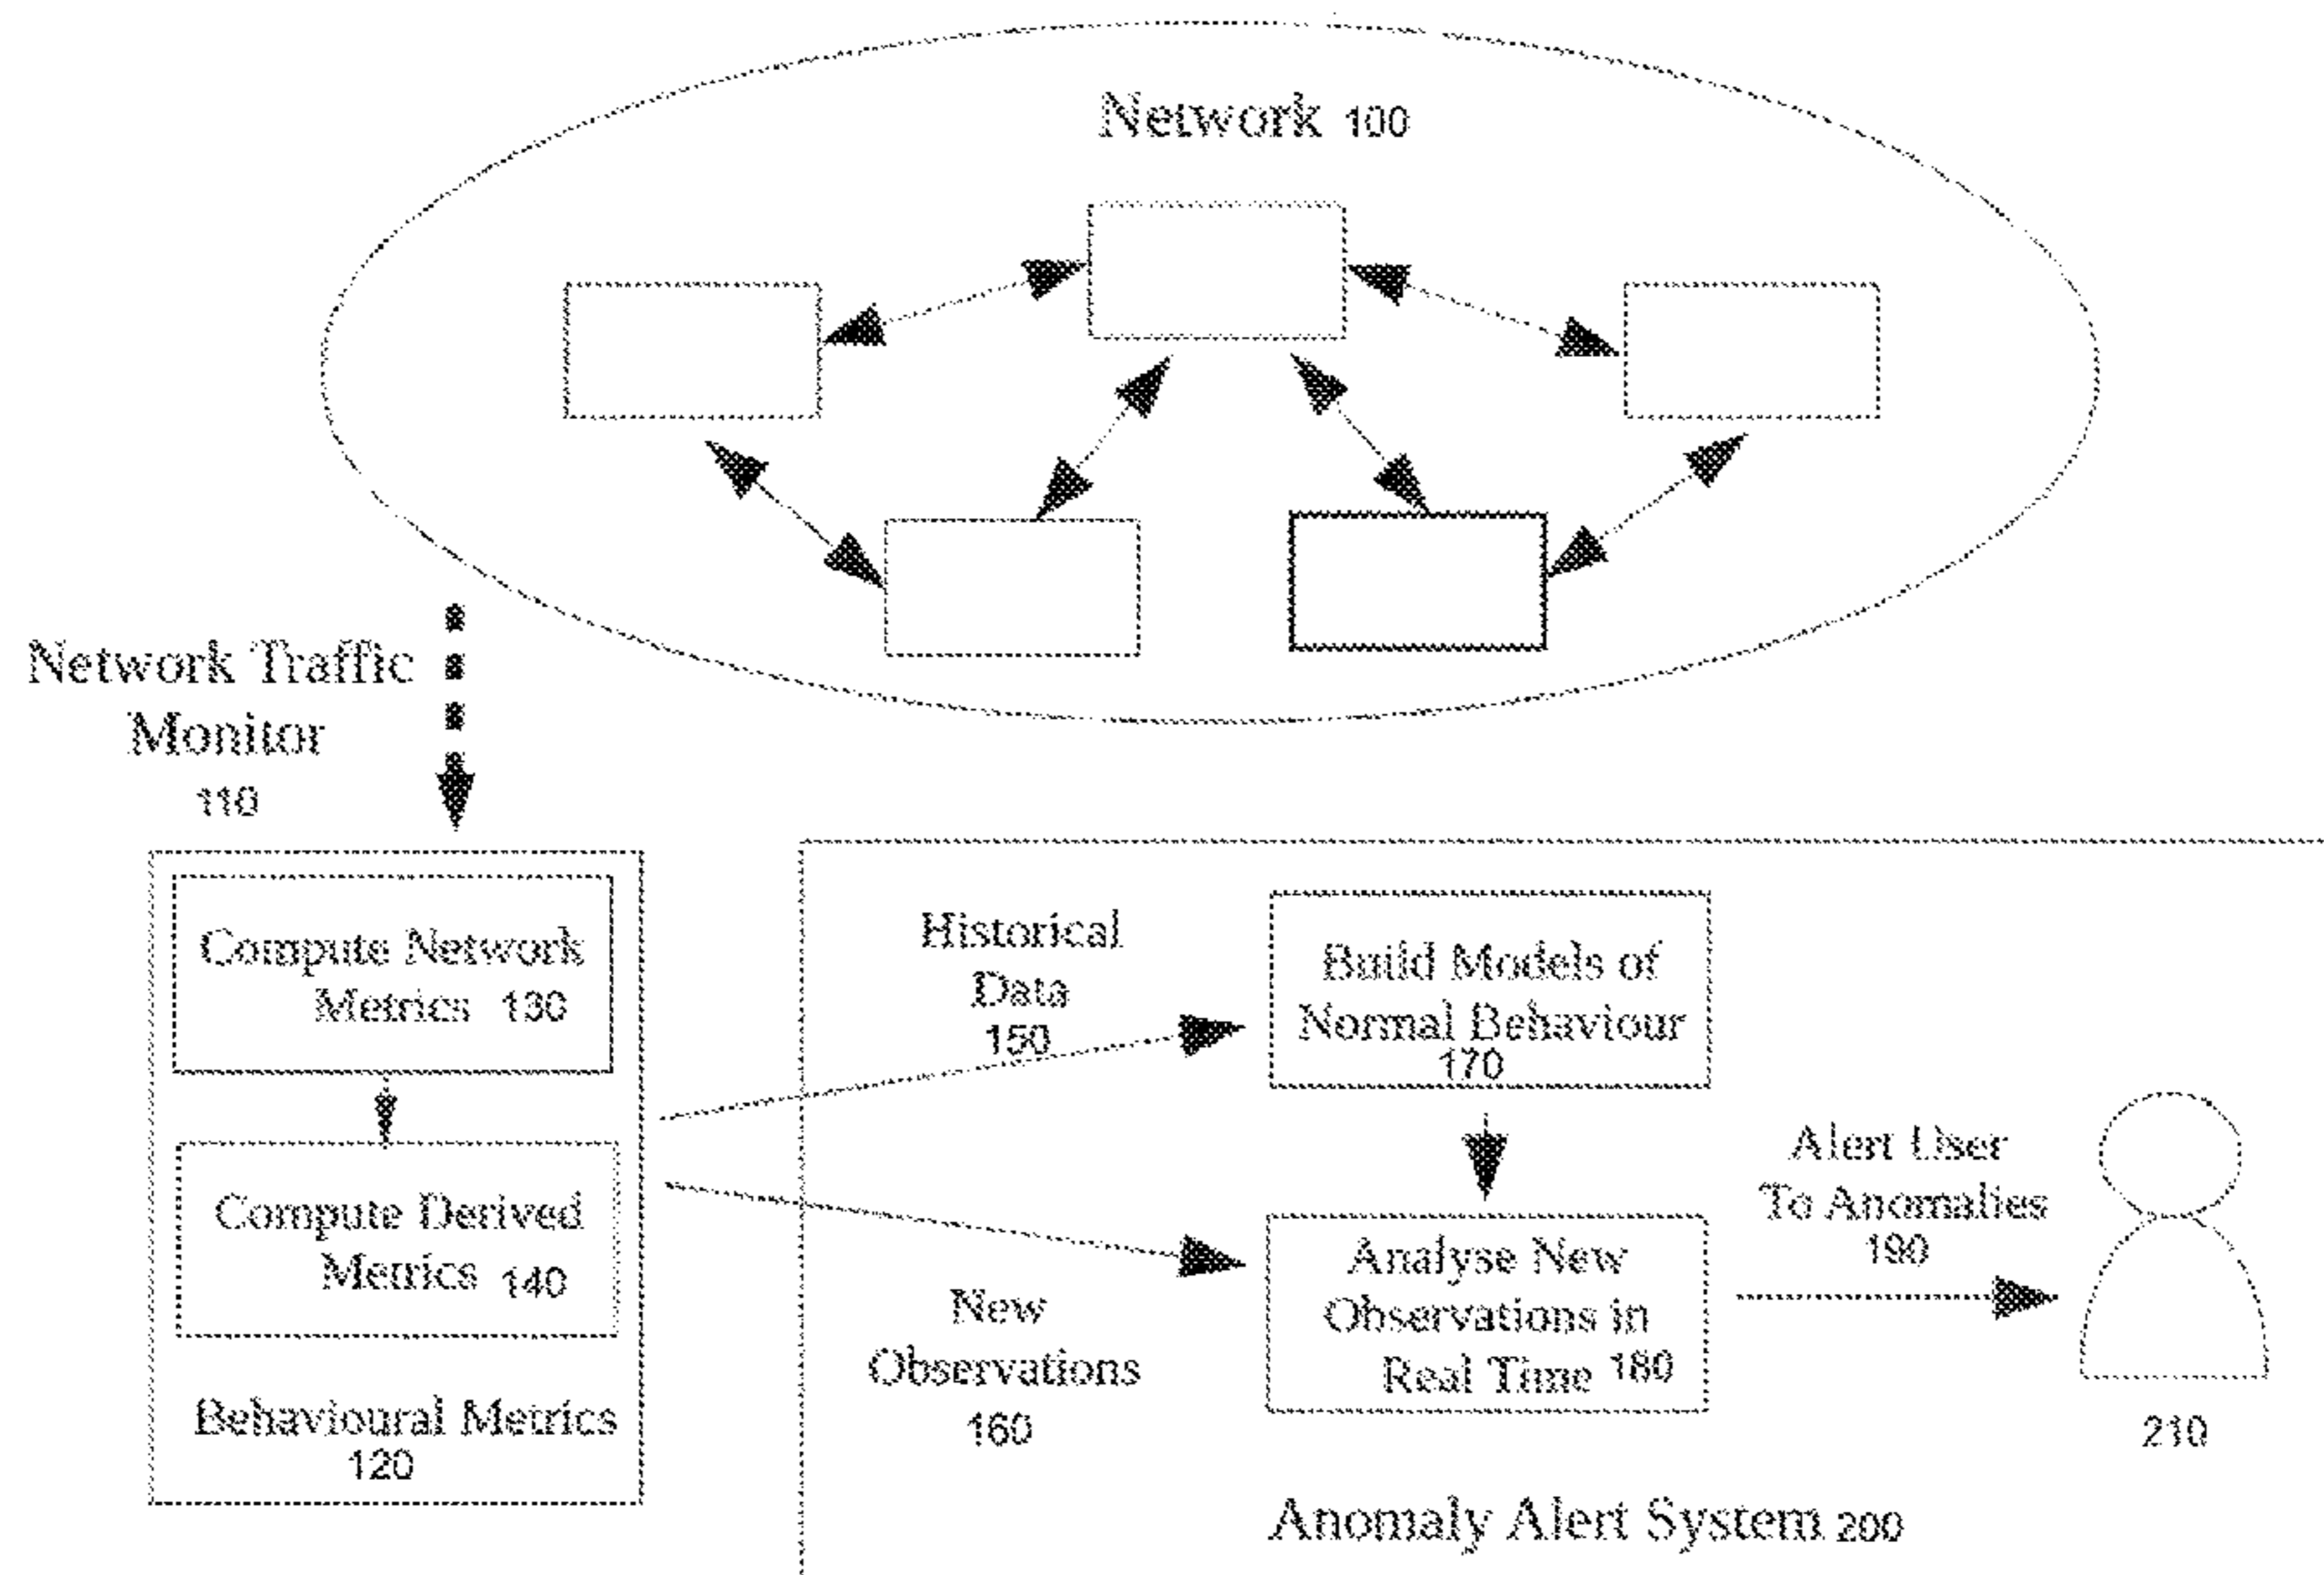 Network 100
Network Traffic
Monitor
110
Compute Network
Metrics 130
Compute Derived
Metrics 140
Behavioural Metrics
120
Historical
Data
150
New
Observations
160
Build Models of
Normal Behaviour
170
Analyse New
Observations in
Real Time 180
Alert User
To Anomalies
190
210
Anomaly Alert System 200